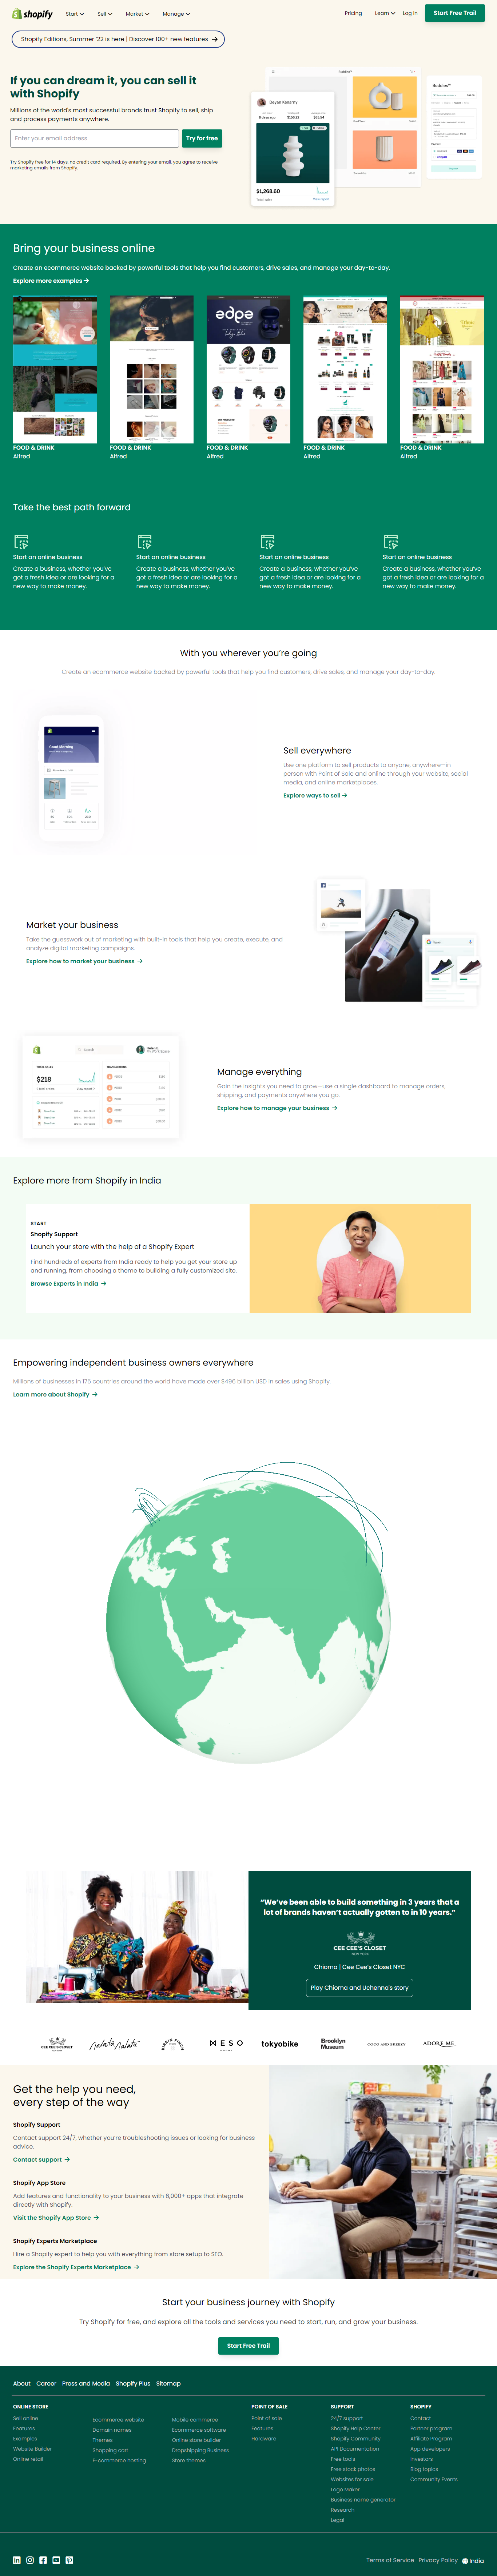 shopify
Start
Sell
Market
Manage
Pricing
Learn
Log in
Start Free Trail
Shopify Editions, Summer '22 is here | Discover 100+ new features
If you can dream it, you can sell it
with Shopify
Millions of the world's most successful brands trust Shopify to sell, ship
and process payments anywhere.
Enter your email address
Try for free
Try Shopify free for 14 days, no credit card required. By entering your email, you agree to receive
marketing emails from Shopify.
$1,268.60
Bring your business online
Create an ecommerce website backed by powerful tools that help you find customers, drive sales, and manage your day-to-day.
Explore more examples
edge
FOOD & DRINK
Alfred
FOOD & DRINK
Alfred
FOOD & DRINK
Alfred
FOOD & DRINK
Alfred
FOOD & DRINK
Alfred
Take the best path forward
Start an online business
Create a business, whether you've
got a fresh idea or are looking for a
new way to make money.
Start an online business
Create a business, whether you've
got a fresh idea or are looking for a
new way to make money.
Start an online business
Create a business, whether you've
got a fresh idea or are looking for a
new way to make money.
Start an online business
Create a business, whether you've
got a fresh idea or are looking for a
new way to make money.
With you wherever you're going
Create an ecommerce website backed by powerful tools that help you find customers, drive sales, and manage your day-to-day.
Good Morning
Sell everywhere
Use one platform to sell products to anyone, anywhere—in-
person with Point of Sale and online through your website, social
media, and online marketplaces.
Explore ways to sell
Market your business
Take the guesswork out of marketing with built-in tools that help you create, execute, and
analyze digital marketing campaigns.
Explore how to market your business
Search
TOTAL SALES
$218
TRANSACTIONS
Manage everything
Gain the insights you need to grow—use a single dashboard to manage orders,
shipping, and payments anywhere you go.
Explore how to manage your business
Explore more from Shopify in India
START
Shopify Support
Launch your store with the help of a Shopify Expert
Find hundreds of experts from India ready to help you get your store up
and running, from choosing a theme to building a fully customized site.
Browse Experts in India
Empowering independent business owners everywhere
Millions of businesses in 175 countries around the world have made over $496 billion USD in sales using Shopify.
Learn more about Shopify
“We've been able to build something in 3 years that a
lot of brands haven't actually gotten to in 10 years.”
CEE CEE'S CLOSET
NEW YORK
Chioma | Cee Cee's Closet NYC
Play Chioma and Uchenna's story
CEE CEE'S CLOSET
MESO
GOODS
tokyobike
Brooklyn
Museum
COCO AND BREEZY
ADORE ME
Get the help you need,
every step of the way
Shopify Support
Contact support 24/7, whether you're troubleshooting issues or looking for business
advice.
Contact support
Shopify App Store
Add features and functionality to your business with 6,000+ apps that integrate
directly with Shopify.
Visit the Shopify App Store
Shopify Experts Marketplace
Hire a Shopify expert to help you with everything from store setup to SEO.
Explore the Shopify Experts Marketplace
Start your business journey with Shopify
Try Shopify for free, and explore all the tools and services you need to start, run, and grow your business.
Start Free Trail
About
Career
Press and Media
Shopify Plus
Sitemap
ONLINE STORE
Sell online
Features
Examples
Website Builder
Online retail
Ecommerce website
Domain names
Themes
Shopping cart
E-commerce hosting
Mobile commerce
Ecommerce software
Online store builder
Dropshipping Business
Store themes
POINT OF SALE
Point of sale
Features
Hardware
SUPPORT
24/7 support
Shopify Help Center
Shopify Community
API Documentation
Free tools
Free stock photos
Websites for sale
Logo Maker
Business name generator
Research
Legal
SHOPIFY
Contact
Partner program
Affiliate Program
App developers
Investors
Blog topics
Community Events
Terms of Service
Privacy Policy
India